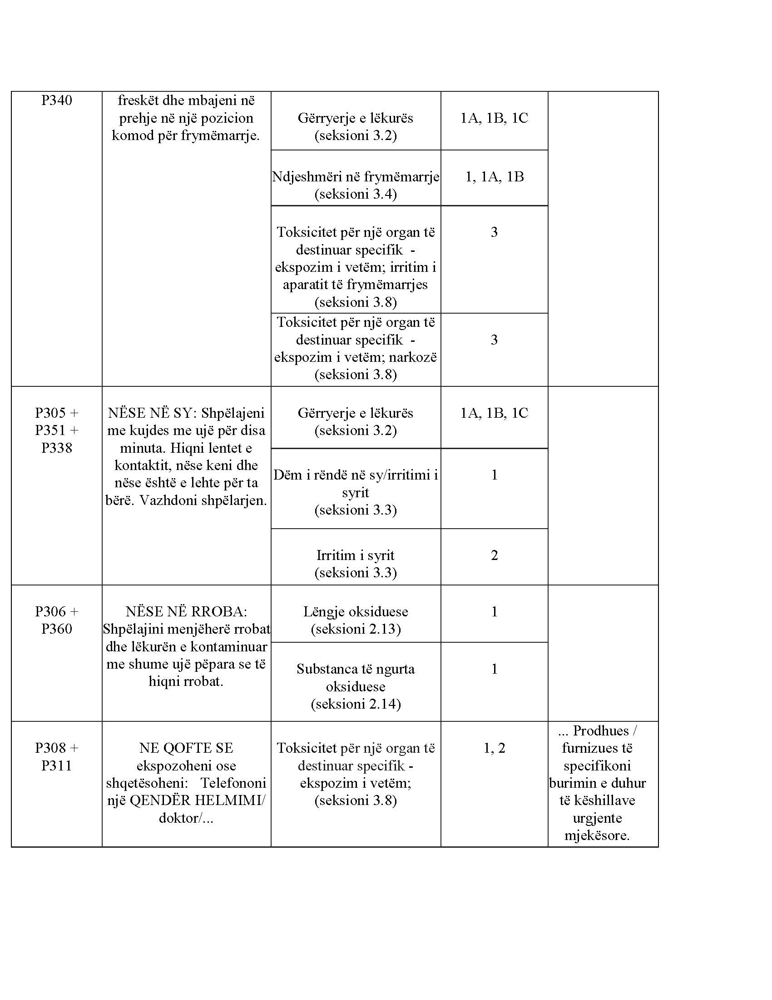 P340
freskët dhe mbajeni në
prehje në një pozicion
komod për frymëmarrje.
Gërryerje e lëkurës
(seksioni 3.2)
1A, 1B, 1C
Ndjeshmëri në frymëmarrje
(seksioni 3.4)
1, 1A, 1B
Toksicitet për një organ të
destinuar specifik -
ekspozim i vetëm; irritim i
aparatit të frymëmarrjes
(seksioni 3.8)
3
Toksicitet për një organ të
destinuar specifik -
ekspozim i vetëm; narkozë
(seksioni 3.8)
3
P305 +
P351 +
P338
NËSE NË SY: Shpëlajeni
me kujdes me ujë për disa
minuta. Hiqni lentet e
kontaktit, nëse keni dhe
nëse është e lehte për ta
bërë. Vazhdoni shpëlarjen.
Gërryerje e lëkurës
(seksioni 3.2)
1A, 1B, 1C
Dëm i rëndë në sy/irritimi i
syrit
(seksioni 3.3)
1
Irritim i syrit
(seksioni 3.3)
2
P306 +
P360
NËSE NË RROBA:
Shpëlajini menjëherë rrobat
dhe lëkurën e kontaminuar
me shume ujë pëpara se të
hiqni rrobat.
Lëngje oksiduese
(seksioni 2.13)
1
Substanca të ngurta
oksiduese
(seksioni 2.14)
1
P308 +
P311
NE QOFTE SE
ekspozoheni ose
shqetësoheni: Telefononi
një QENDËR HELMIMI/
doktor/...
Toksicitet për një organ të
destinuar specifik -
ekspozim i vetëm;
(seksioni 3.8)
1, 2
... Prodhues /
furnizues të
specifikoni
burimin e duhur
të këshillave
urgjente
mjekësore.